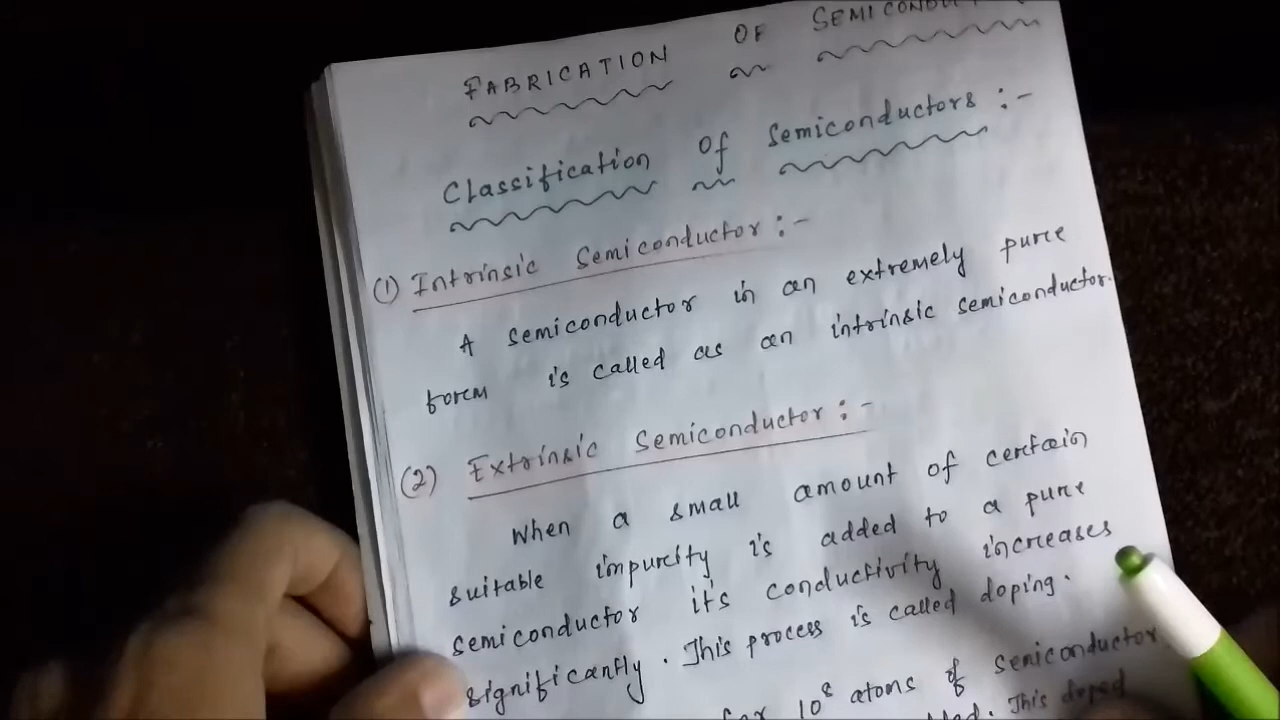 FABRICATION OF
Classification Of Semiconductors :-
(1) Intrinsic Semiconductor :-
A semiconductor in an extremely pure
form is called as an intrinsic semiconductor.
(2) Extrinsic Semiconductor :-
When a small amount of certain
suitable impurity is added to a pure
semiconductor it's conductivity increases
significantly. This process is called doping.
For 10⁸ atoms of semiconductor
This doped